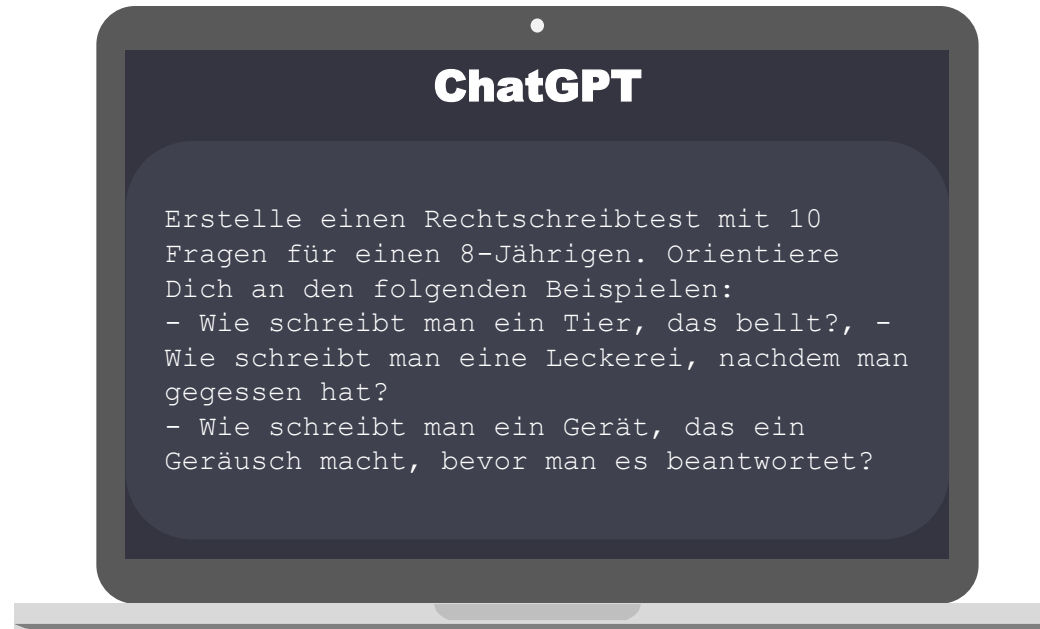 ChatGPT
Erstelle einen Rechtschreibtest mit 10
Fragen für einen 8-Jährigen. Orientiere
Dich an den folgenden Beispielen:
- Wie schreibt man ein Tier, das bellt?, -
Wie schreibt man eine Leckerei, nachdem man
gegessen hat?
- Wie schreibt man ein Gerät, das ein
Geräusch macht, bevor man es beantwortet?